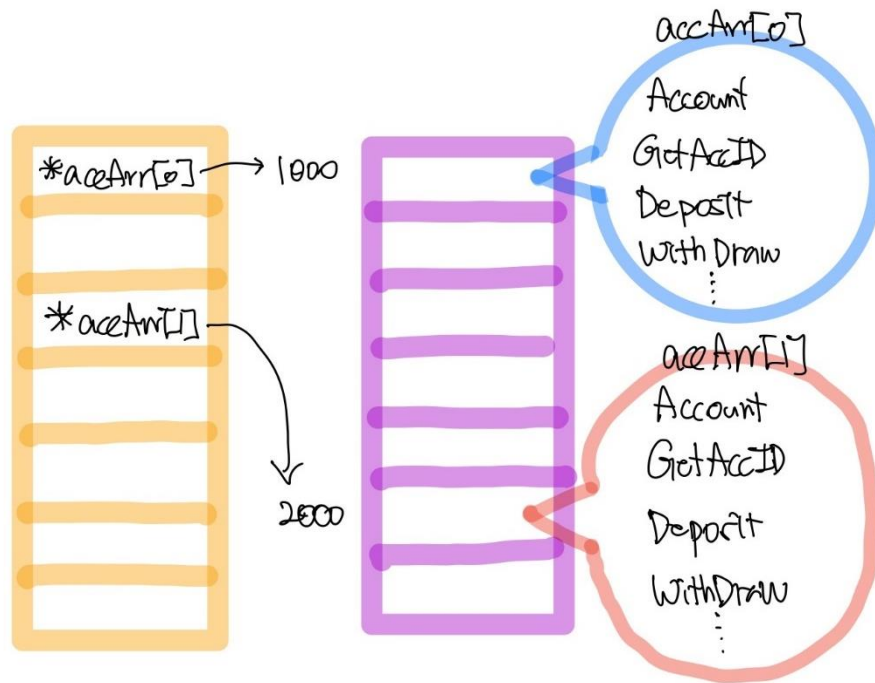 *accArr[0] → 1000
*accArr[1]
2000
accArr[0]
Account
GetAccID
Deposit
WithDraw
⋮
accArr[1]
Account
GetAccID
Deposit
WithDraw
⋮